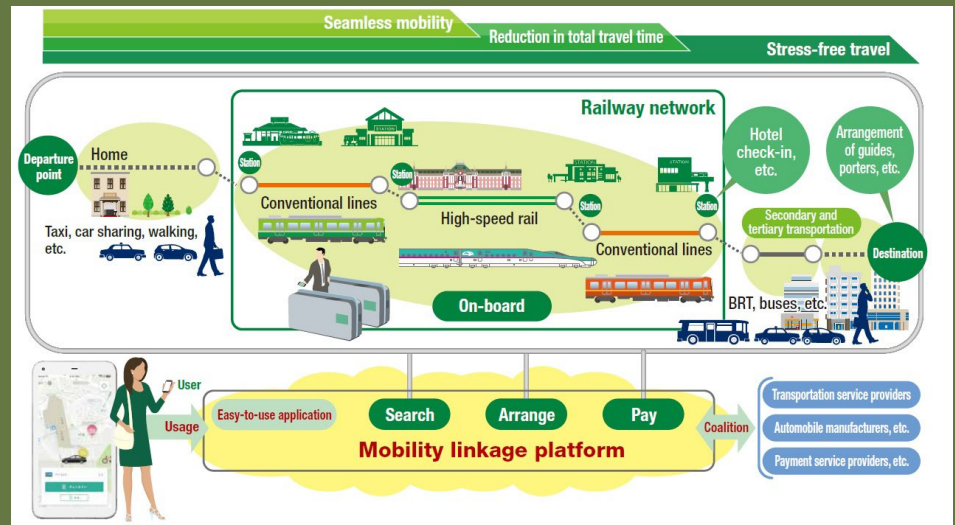 Seamless mobility
Reduction in total travel time
Stress-free travel
Railway network
Departure
point
Home
Taxi, car sharing, walking,
etc.
Station
Conventional lines
Station
High-speed rail
Station
Conventional lines
Station
On-board
Hotel
check-in,
etc.
Arrangement
of guides,
porters, etc.
Secondary and
tertiary transportation
Destination
BRT, buses, etc.
STATION
STATION
User
Usage
Easy-to-use application
Search
Arrange
Pay
Mobility linkage platform
Coalition
Transportation service providers
Automobile manufacturers, etc.
Payment service providers, etc.